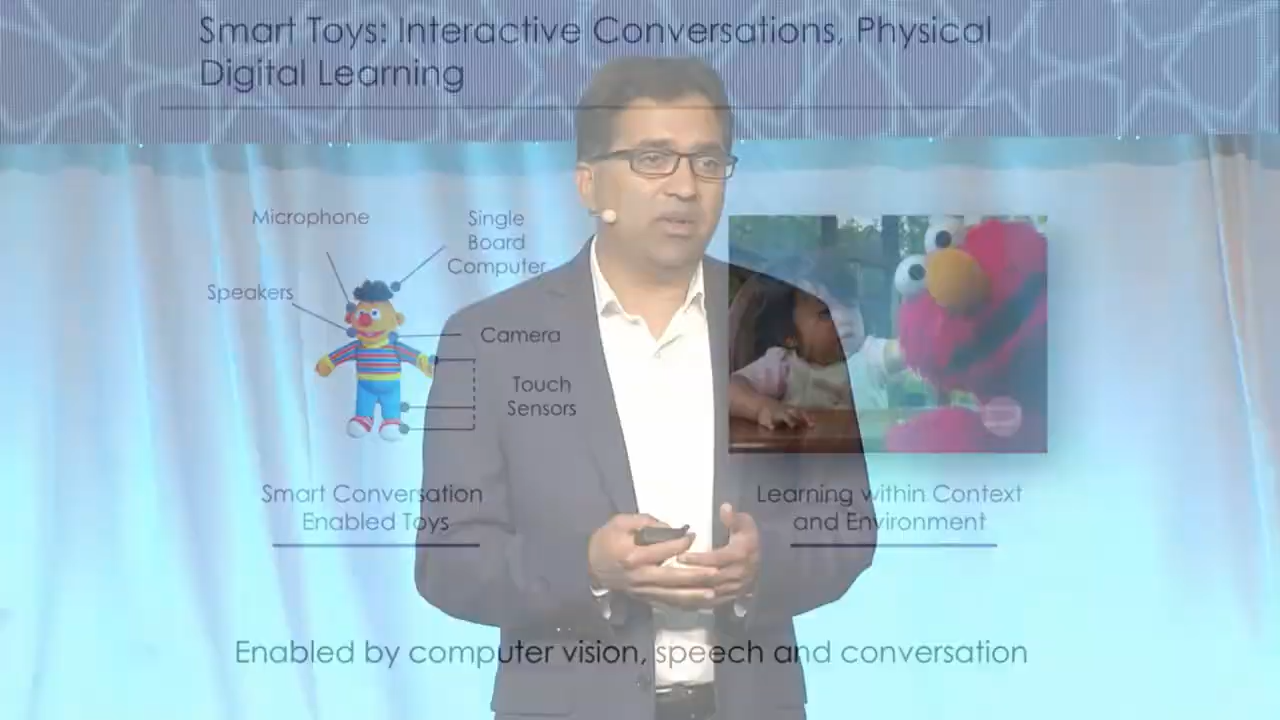 Smart Toys: Interactive Conversations, Physical
Digital Learning
Microphone
Single
Board
Computer
Speakers
Camera
Touch
Sensors
Smart Conversation
Enabled Toys
Learning within Context
and Environment
Enabled by computer vision, speech and conversation